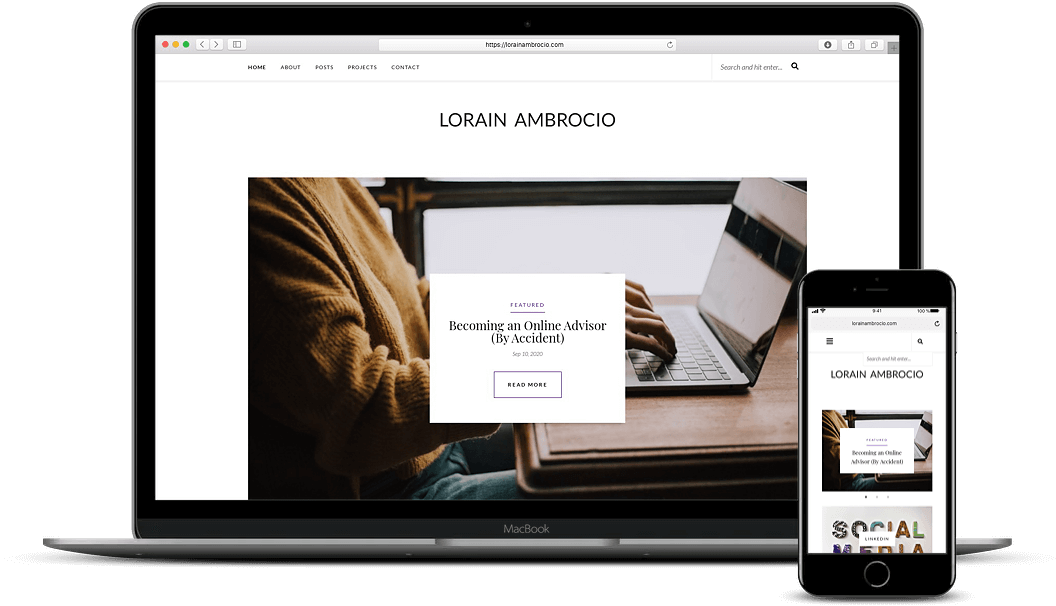 https://lorainambrocio.com
HOME ABOUT POSTS PROJECTS CONTACT
Search and hit enter...
LORAIN AMBROCIO
FEATURED
Becoming an Online Advisor
(By Accident)
Sep 10, 2020
READ MORE
MacBook
9:41 100 %
lorainambrocio.com
Search and hit enter...
LORAIN AMBROCIO
FEATURED
Becoming an Online
Advisor (By Accident)
SOCIAL
LINKEDIN
MEDIA